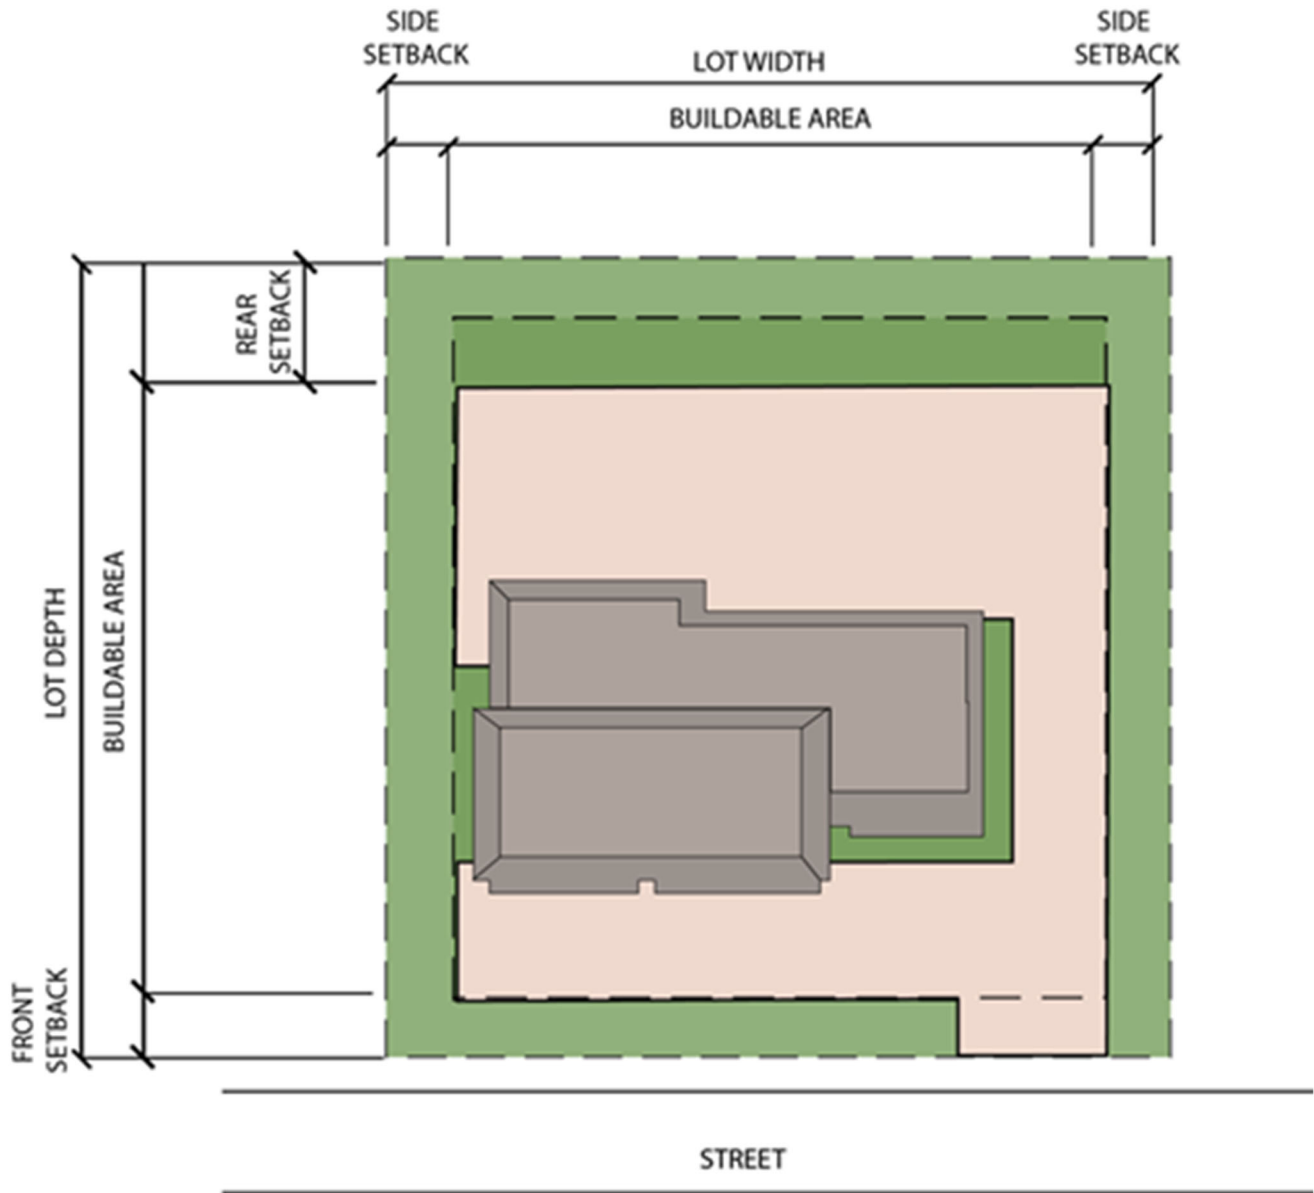 SIDE
SETBACK
SIDE
SETBACK
LOT WIDTH
BUILDABLE AREA
REAR
SETBACK
LOT DEPTH
BUILDABLE AREA
FRONT
SETBACK
STREET